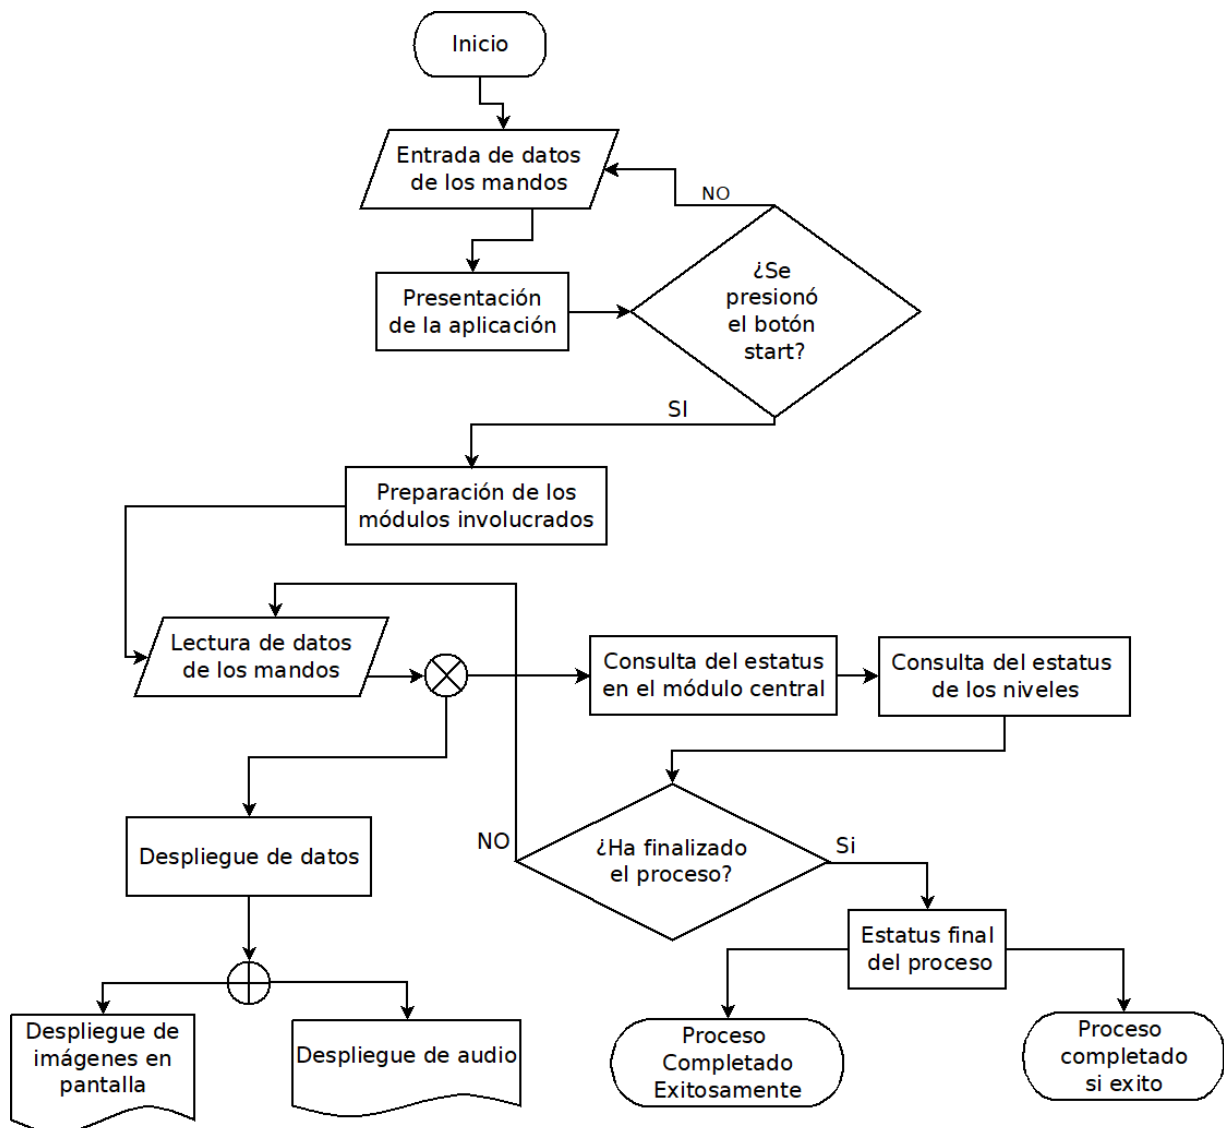 Inicio
Entrada de datos
de los mandos
NO
¿Se
presionó
el botón
start?
Presentación
de la aplicación
SI
Preparación de los
módulos involucrados
Lectura de datos
de los mandos
Consulta del estatus
en el módulo central
Consulta del estatus
de los niveles
Despliegue de datos
NO
¿Ha finalizado
el proceso?
Si
Estatus final
del proceso
Despliegue de
imágenes en
pantalla
Despliegue de audio
Proceso
Completado
Exitosamente
Proceso
completado
si exito